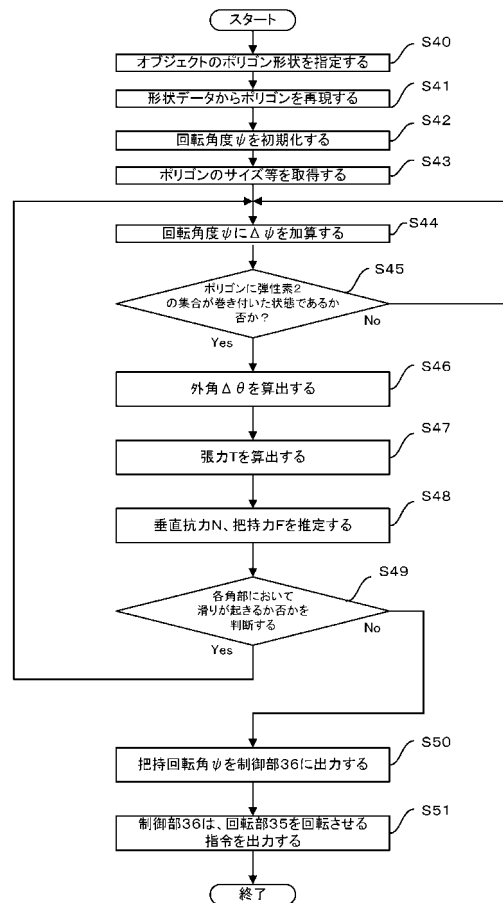 スタート
S40
オブジェクトのポリゴン形状を指定する
S41
形状データからポリゴンを再現する
S42
回転角度ψを初期化する
S43
ポリゴンのサイズ等を取得する
S44
回転角度ψにΔψを加算する
S45
ポリゴンに弾性素2
の集合が巻き付いた状態であるか
否か?
No
Yes
S46
外角Δθを算出する
S47
張力Tを算出する
S48
垂直抗力N、把持力Fを推定する
S49
各角部において
滑りが起きるか否かを
判断する
No
Yes
S50
把持回転角ψを制御部36に出力する
S51
制御部36は、回転部35を回転させる
指令を出力する
終了